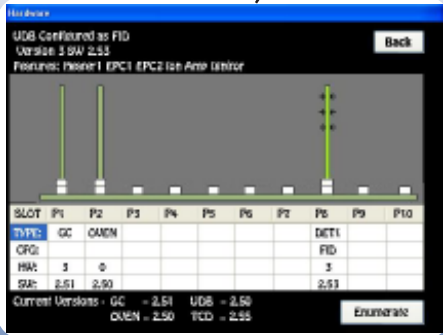 Hardware
UDB Configured as FID
Version 3 SW 2.53
Back
Features: Heater1 EPC1 EPC2 Ion Amp Ignitor
SLOT P1 P2 P3 P4 P5 P6 P7 P8 P9 P10
TYPE: GC OVEN DET1
CFG: FID
HW: 3 0 3
SW: 2.51 2.50 2.53
Current Versions - GC - 2.51 UDB - 2.50
OVEN - 2.50 TCD - 2.55
Enumerate